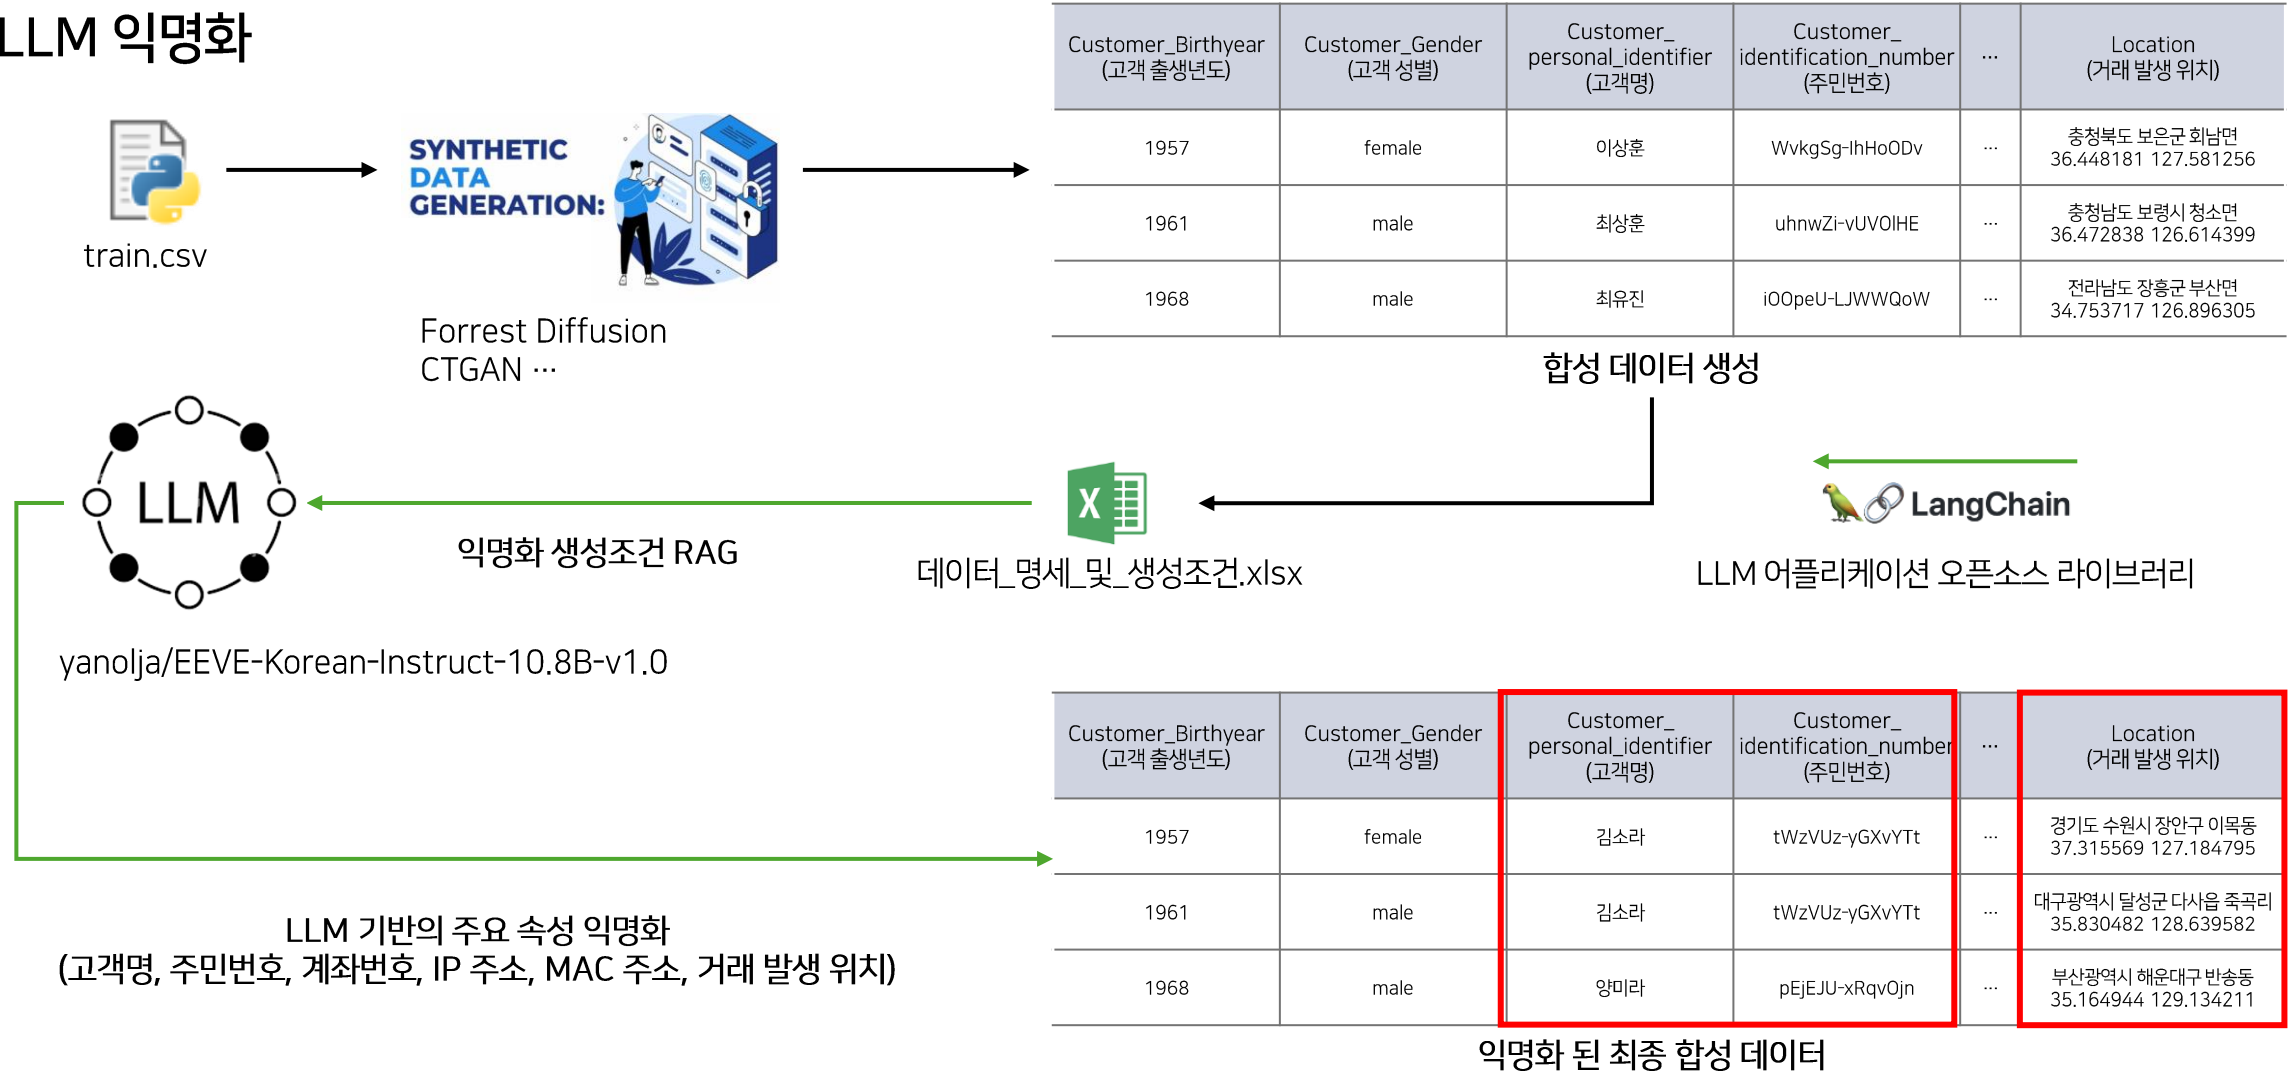 LLM 익명화
train.csv
SYNTHETIC
DATA
GENERATION:
Forrest Diffusion
CTGAN ···
Customer_Birthyear
(고객 출생년도)
Customer_Gender
(고객 성별)
Customer_
personal_identifier
(고객명)
Customer_
identification_number
(주민번호)
···
Location
(거래 발생 위치)
1957
female
이상훈
WvkgSg-IhHoODv
···
충청북도 보은군 회남면
36.448181 127.581256
1961
male
최상훈
uhnwZi-vUVOlHE
···
충청남도 보령시 청소면
36.472838 126.614399
1968
male
최유진
iOOpeU-LJWWQoW
···
전라남도 장흥군 부산면
34.753717 126.896305
합성 데이터 생성
LangChain
LLM 어플리케이션 오픈소스 라이브러리
X
데이터_명세_및_생성조건.xlsx
익명화 생성조건 RAG
LLM
yanolja/EEVE-Korean-Instruct-10.8B-v1.0
LLM 기반의 주요 속성 익명화
(고객명, 주민번호, 계좌번호, IP 주소, MAC 주소, 거래 발생 위치)
Customer_Birthyear
(고객 출생년도)
Customer_Gender
(고객 성별)
Customer_
personal_identifier
(고객명)
Customer_
identification_number
(주민번호)
···
Location
(거래 발생 위치)
1957
female
김소라
tWzVUz-yGXvYTt
···
경기도 수원시 장안구 이목동
37.315569 127.184795
1961
male
김소라
tWzVUz-yGXvYTt
···
대구광역시 달성군 다사읍 죽곡리
35.830482 128.639582
1968
male
양미라
pEjEJU-xRqvOjn
···
부산광역시 해운대구 반송동
35.164944 129.134211
익명화 된 최종 합성 데이터